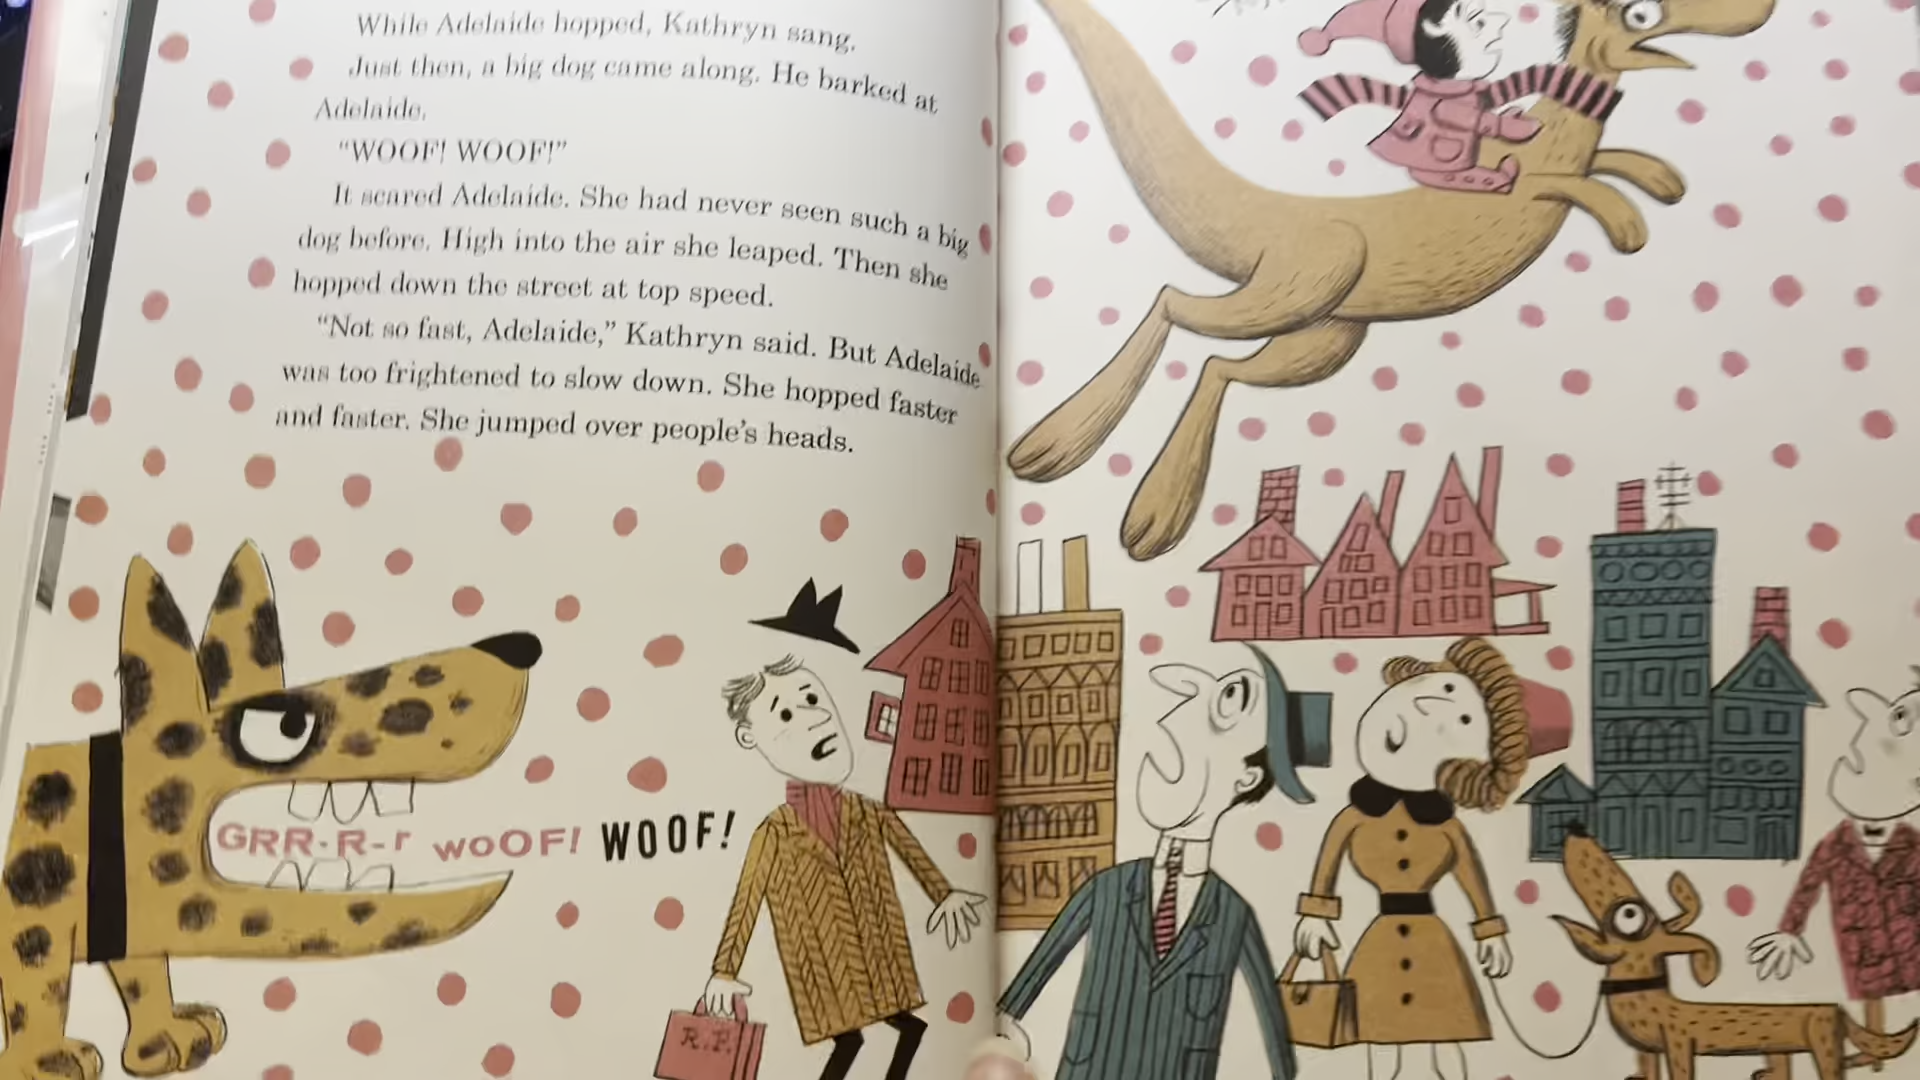 While Adelaide hopped, Kathryn sang.
Just then, a big dog came along. He barked at
Adelaide.
“WOOF! WOOF!”
It scared Adelaide. She had never seen such a big
dog before. High into the air she leaped. Then she
hopped down the street at top speed.
“Not so fast, Adelaide,” Kathryn said. But Adelaide
was too frightened to slow down. She hopped faster
and faster. She jumped over people’s heads.
GRR-R-r woOF! WOOF!
R.F.